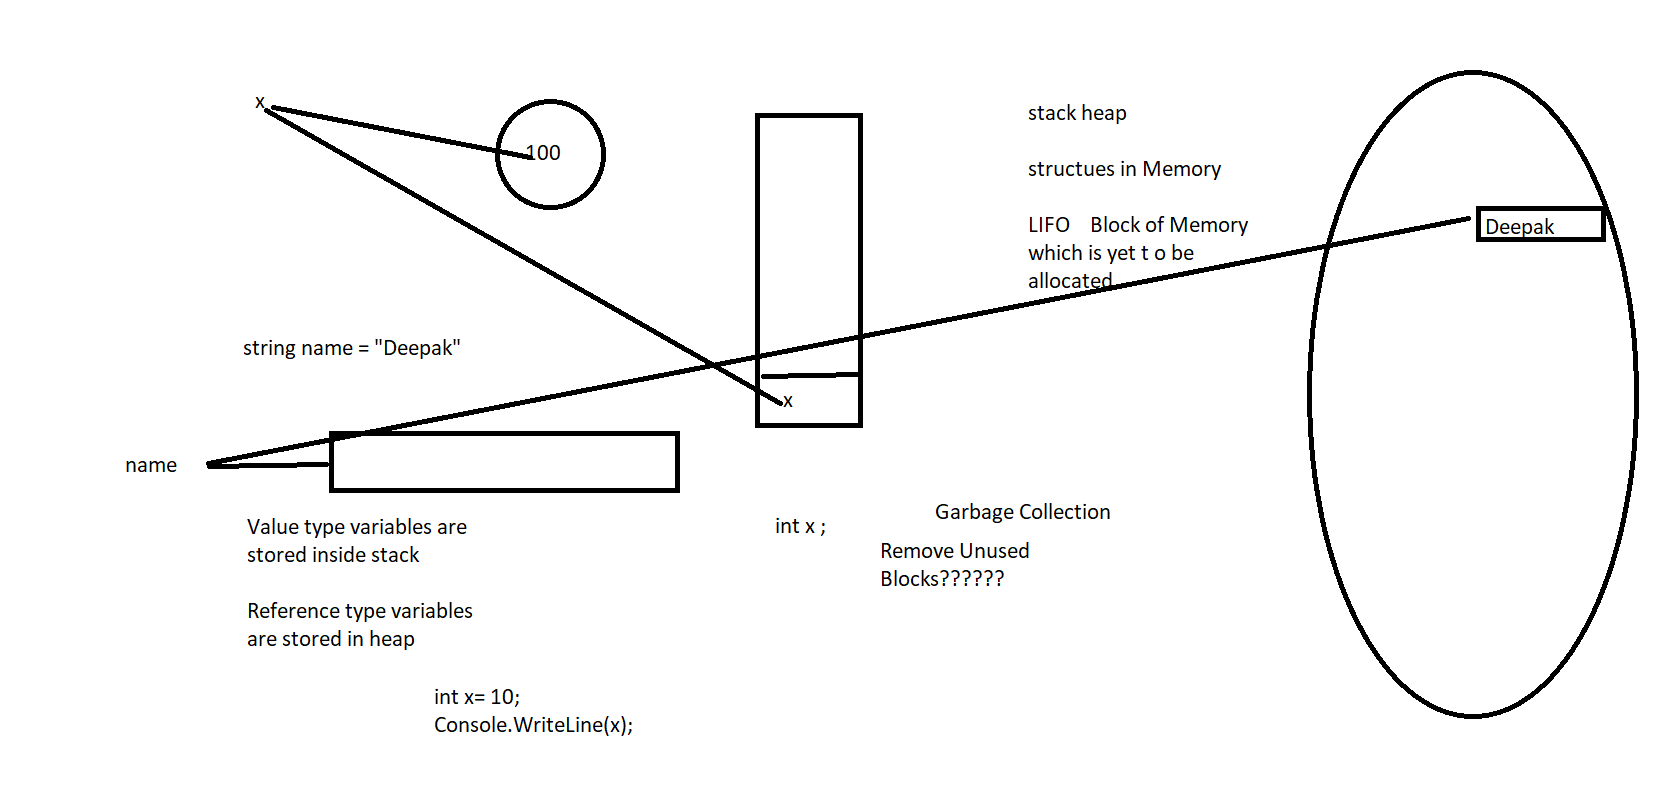 x
100
stack heap
structues in Memory
LIFO    Block of Memory
which is yet t o be
allocated
Deepak
string name = "Deepak"
x
name
Value type variables are
stored inside stack
Reference type variables
are stored in heap
int x ;
Garbage Collection
Remove Unused
Blocks??????
int x= 10;
Console.WriteLine(x);